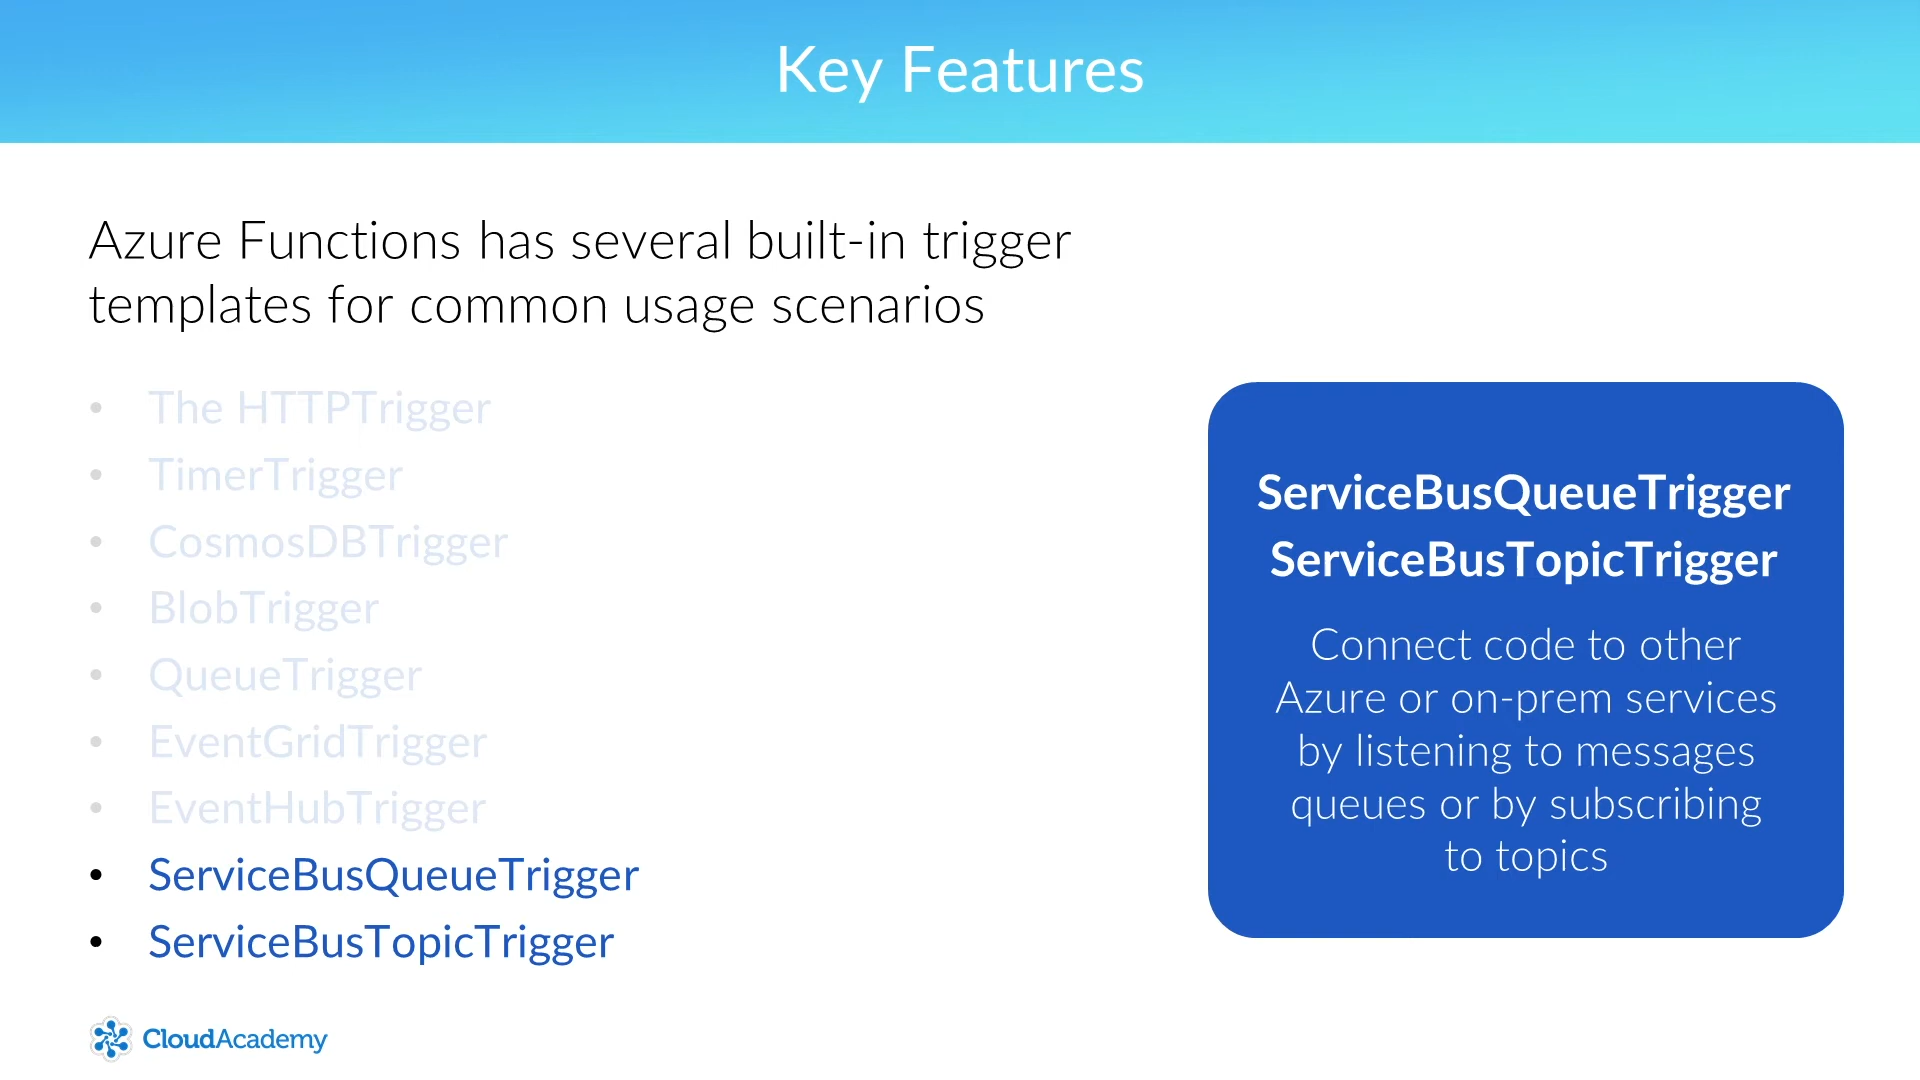 Key Features
Azure Functions has several built-in trigger
templates for common usage scenarios
• The HTTPTrigger
• TimerTrigger
• CosmosDBTrigger
• BlobTrigger
• QueueTrigger
• EventGridTrigger
• EventHubTrigger
• ServiceBusQueueTrigger
• ServiceBusTopicTrigger
ServiceBusQueueTrigger
ServiceBusTopicTrigger
Connect code to other
Azure or on-prem services
by listening to messages
queues or by subscribing
to topics
CloudAcademy